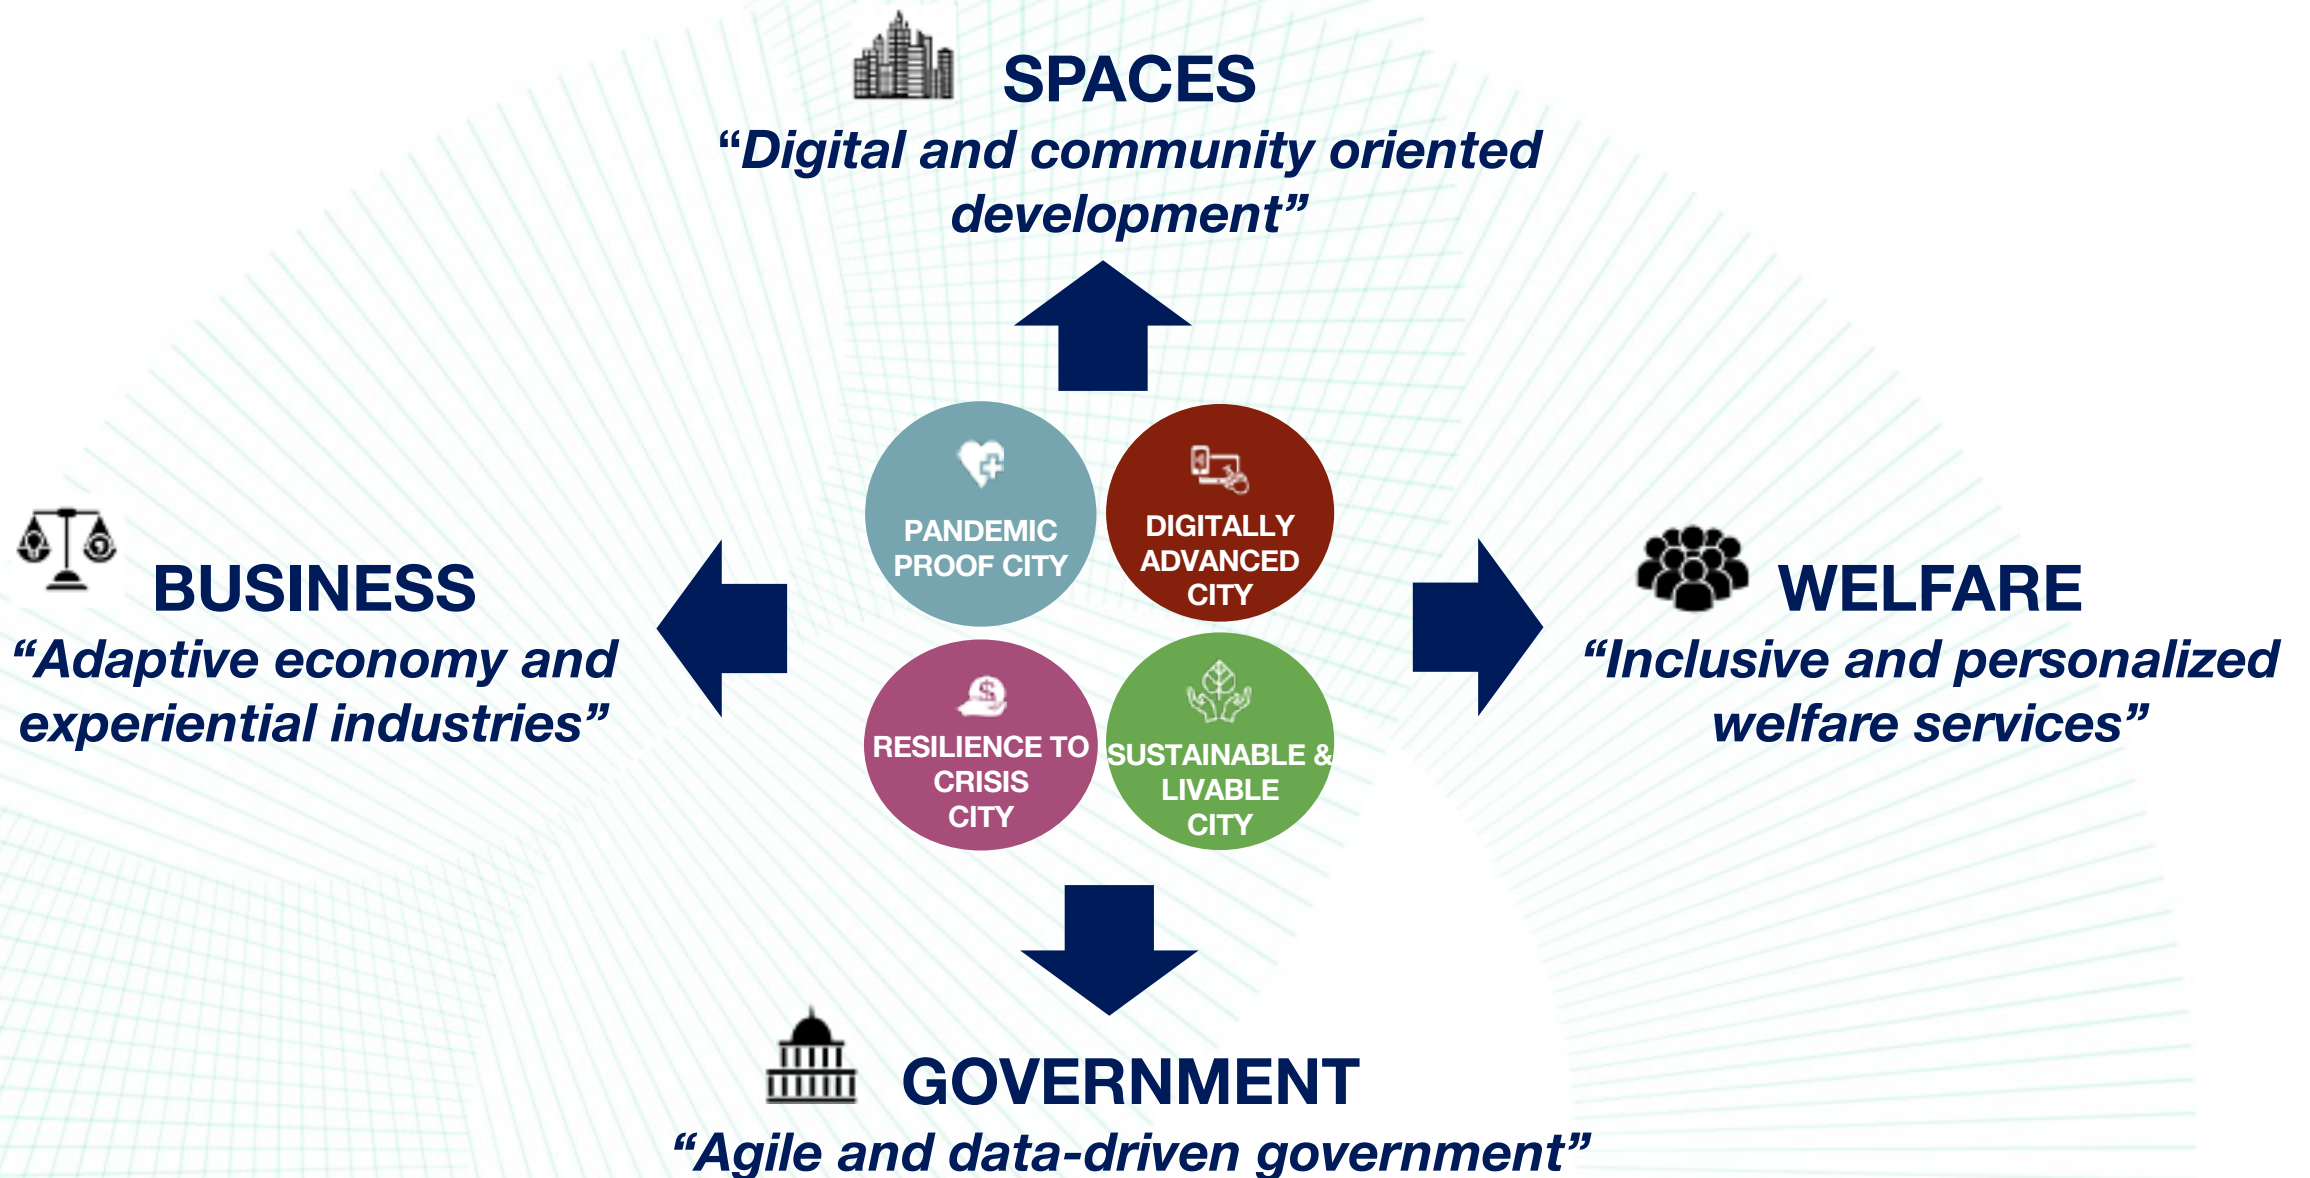 SPACES
“Digital and community oriented
development”
PANDEMIC
PROOF CITY
DIGITALLY
ADVANCED
CITY
BUSINESS
“Adaptive economy and
experiential industries”
WELFARE
“Inclusive and personalized
welfare services”
RESILIENCE TO
CRISIS
CITY
SUSTAINABLE &
LIVABLE
CITY
GOVERNMENT
“Agile and data-driven government”